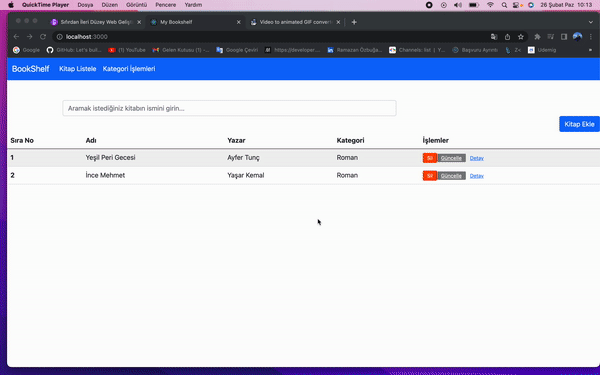 QuickTime Player Dosya Düzen Görüntü Pencere Yardım 26 Şubat Paz 10:13
Sıfırdan İleri Düzey Web Gelişti
My Bookshelf
Video to animated GIF convert
localhost:3000
Google GitHub: Let's buil... (1) YouTube Gelen Kutusu (1) -... Google Çeviri https://developer... Ramazan Özbuğa... Channels: list | Y... Başvuru Ayrıntı Zx Udemig
BookShelf Kitap Listele Kategori İşlemleri
Aramak istediğiniz kitabın ismini girin...
Kitap Ekle
Sıra No Adı Yazar Kategori İşlemler
1 Yeşil Peri Gecesi Ayfer Tunç Roman Sil Güncelle Detay
2 İnce Mehmet Yaşar Kemal Roman Sil Güncelle Detay